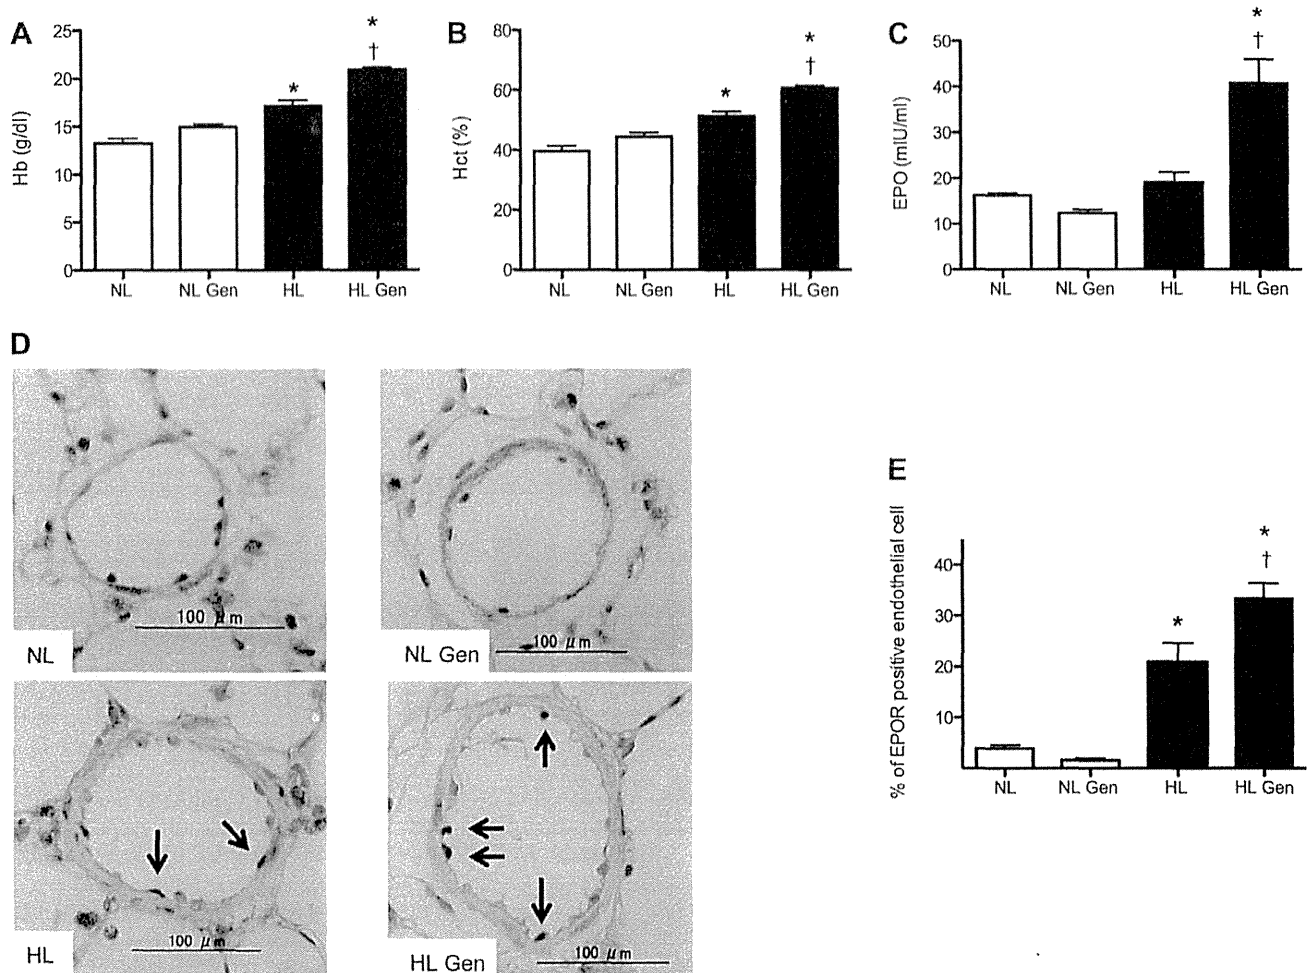 A
Hb (g/dl)
25
20
15
10
5
0
*
*
†
NL
NL Gen
HL
HL Gen
B
Hct (%)
80
60
40
20
0
*
*
†
NL
NL Gen
HL
HL Gen
C
EPO (mIU/ml)
50
40
30
20
10
0
*
†
NL
NL Gen
HL
HL Gen
D
100 μm
NL
100 μm
NL Gen
100 μm
HL
100 μm
HL Gen
E
% of EPOR positive endothelial cell
40
30
20
10
*
*
†
NL
NL Gen
HL
HL Gen